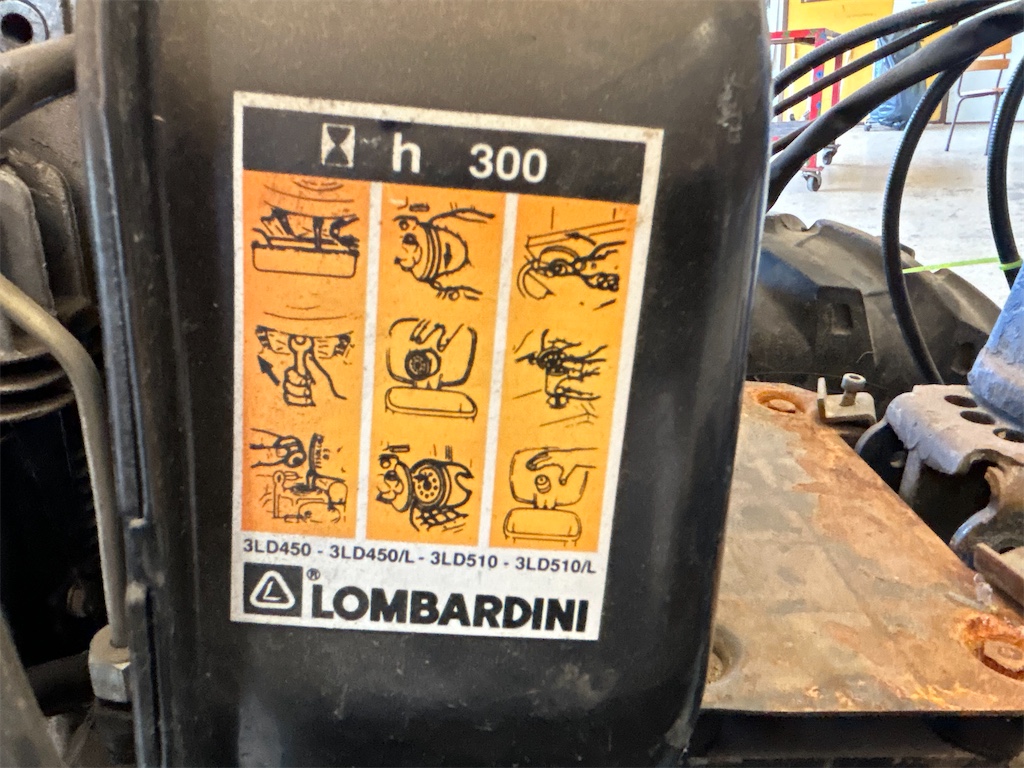 h 300
3LD450 - 3LD450/L - 3LD510 - 3LD510/L
® LOMBARDINI